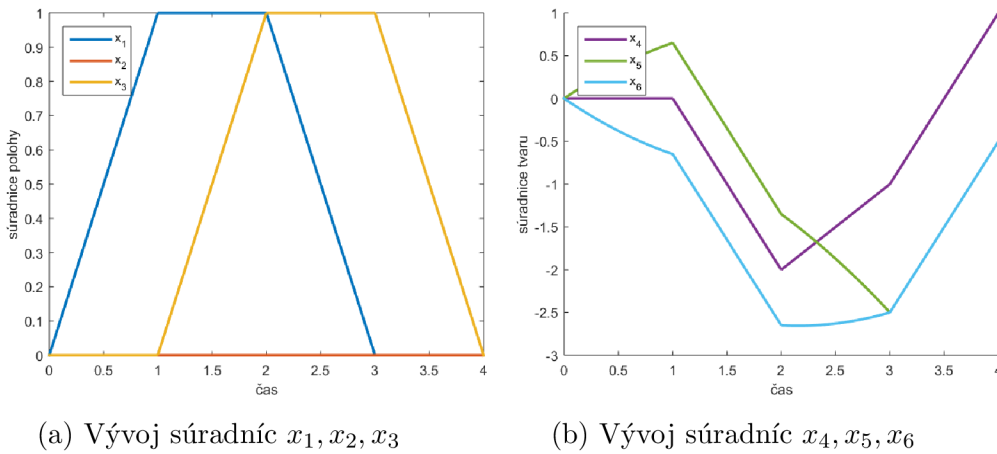 1
0.9
0.8
0.7
0.6
0.5
0.4
0.3
0.2
0.1
0
súradnice polohy
x1
x2
x3
0 0.5 1 1.5 2 2.5 3 3.5 4
čas
(a) Vývoj súradníc x1, x2, x3
1
0.5
0
-0.5
-1
-1.5
-2
-2.5
-3
súradnice tvaru
x4
x5
x6
0 0.5 1 1.5 2 2.5 3 3.5 4
čas
(b) Vývoj súradníc x4, x5, x6